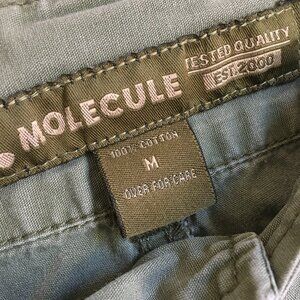 MOLECULE
TESTED QUALITY
EST. 2000
100% COTTON
M
OVER FOR CARE